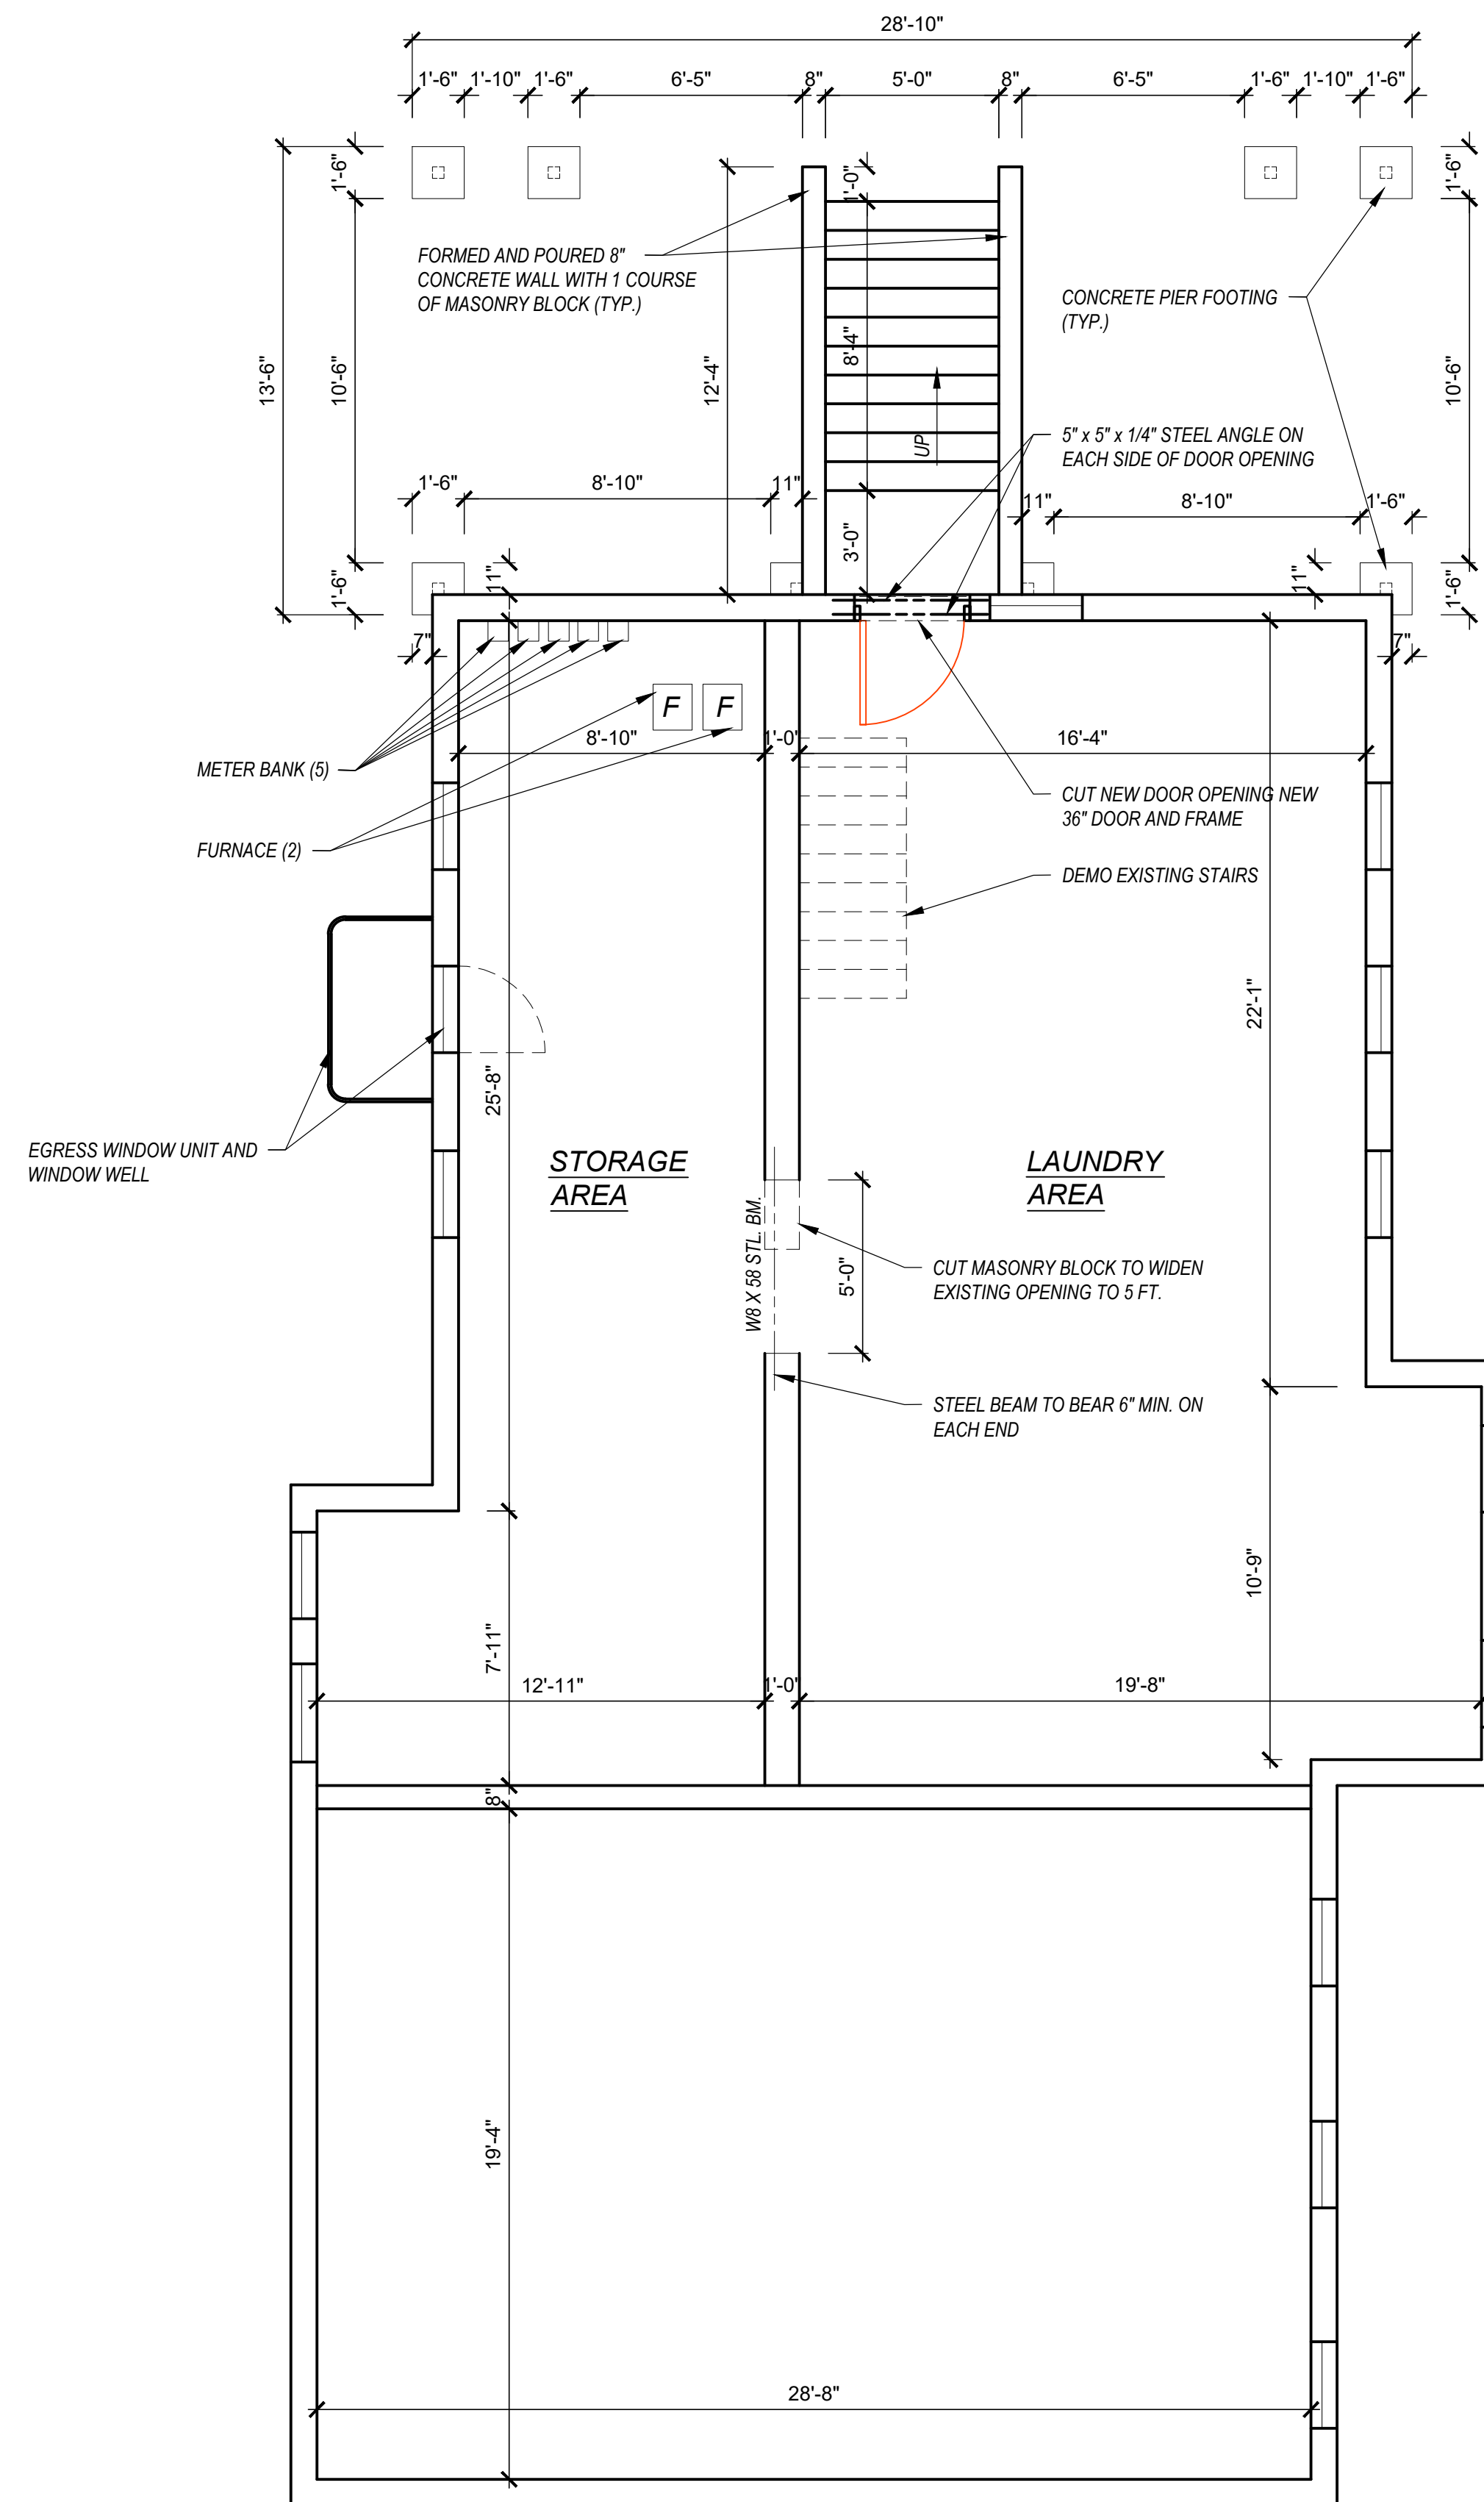 28'-10"
1'-6" 1'-10" 1'-6" 6'-5" 8" 5'-0" 8" 6'-5" 1'-6" 1'-10" 1'-6"
1'-6"
1'-0"
1'-6"
FORMED AND POURED 8"
CONCRETE WALL WITH 1 COURSE
OF MASONRY BLOCK (TYP.)
CONCRETE PIER FOOTING
(TYP.)
13'-6"
10'-6"
12'-4"
8'-4"
10'-6"
UP
5" x 5" x 1/4" STEEL ANGLE ON
EACH SIDE OF DOOR OPENING
1'-6" 8'-10" 11"
11" 8'-10" 1'-6"
3'-0"
1'-6"
11"
11"
1'-6"
7"
7"
F F
8'-10" 1'-0" 16'-4"
METER BANK (5)
CUT NEW DOOR OPENING NEW
36" DOOR AND FRAME
FURNACE (2)
DEMO EXISTING STAIRS
22'-1"
25'-8"
EGRESS WINDOW UNIT AND
WINDOW WELL
STORAGE
AREA
LAUNDRY
AREA
W8 X 58 STL. BM.
5'-0"
CUT MASONRY BLOCK TO WIDEN
EXISTING OPENING TO 5 FT.
STEEL BEAM TO BEAR 6" MIN. ON
EACH END
10'-9"
7'-11"
12'-11" 1'-0" 19'-8"
8"
19'-4"
28'-8"